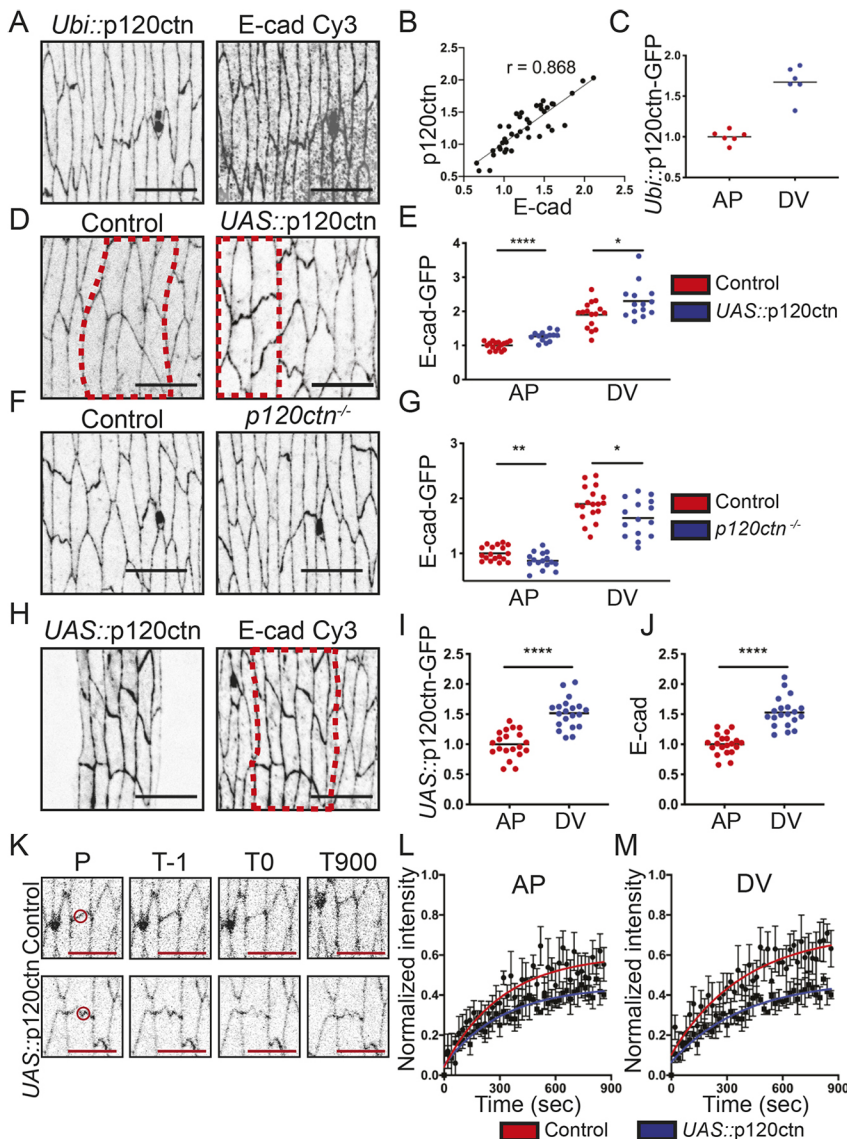 A
Ubi::p120ctn
E-cad Cy3
B
p120ctn
2.5
2.0
1.5
1.0
0.5
0.0
r = 0.868
0.5 1.0 1.5 2.0 2.5
E-cad
C
Ubi::p120ctn-GFP
2.0
1.5
1.0
0.5
AP DV
D
Control
UAS::p120ctn
E
E-cad-GFP
4
3
2
1
0
**** *
AP DV
Control
UAS::p120ctn
F
Control
p120ctn-/-
G
E-cad-GFP
3
2
1
** *
AP DV
Control
p120ctn-/-
H
UAS::p120ctn
E-cad Cy3
I
UAS::p120ctn-GFP
2.5
2.0
1.5
1.0
0.5
0.0
****
AP DV
J
E-cad
2.5
2.0
1.5
1.0
0.5
0.0
****
AP DV
K
P T-1 T0 T900
Control
UAS::p120ctn
L
AP
Normalized intensity
1.0
0.8
0.6
0.4
0.2
0.0
0 300 600 900
Time (sec)
M
DV
Normalized intensity
1.0
0.8
0.6
0.4
0.2
0.0
0 300 600 900
Time (sec)
Control UAS::p120ctn